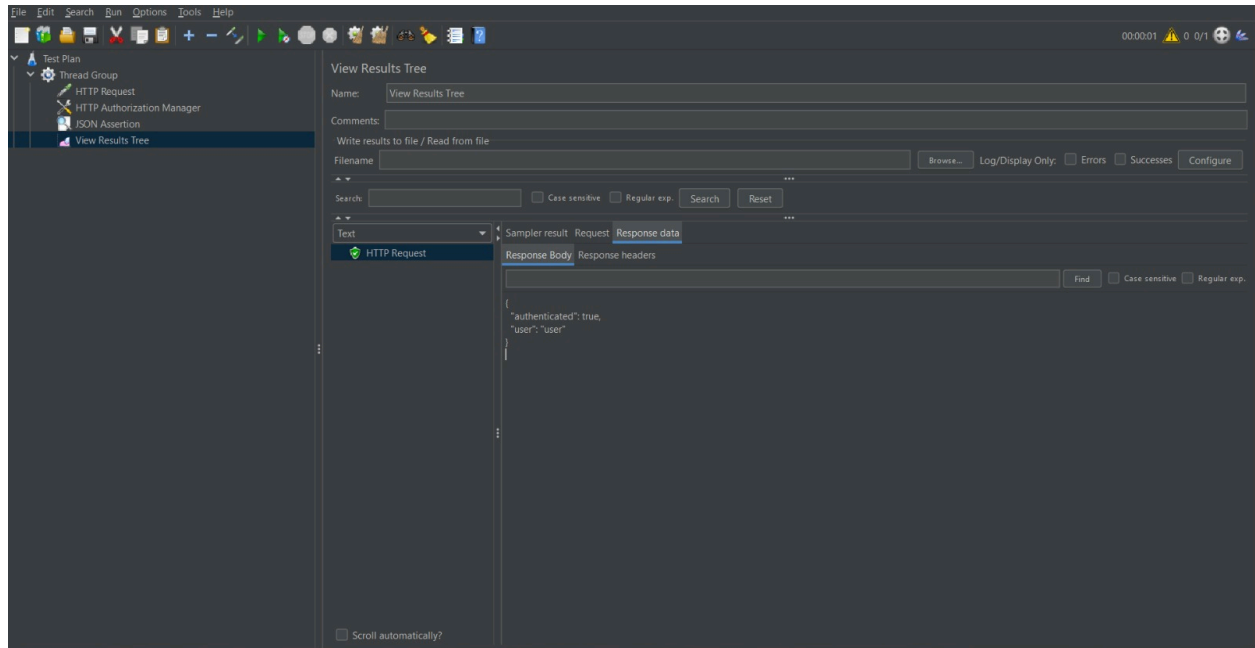 File Edit Search Run Options Tools Help
00:00:01 0 0/1
Test Plan
Thread Group
HTTP Request
HTTP Authorization Manager
JSON Assertion
View Results Tree
View Results Tree
Name: View Results Tree
Comments:
Write results to file / Read from file
Filename Browse... Log/Display Only: Errors Successes Configure
Search: Case sensitive Regular exp. Search Reset
Text
HTTP Request
Sampler result Request Response data
Response Body Response headers
Find Case sensitive Regular exp.
{
"authenticated": true,
"user": "user"
}
Scroll automatically?